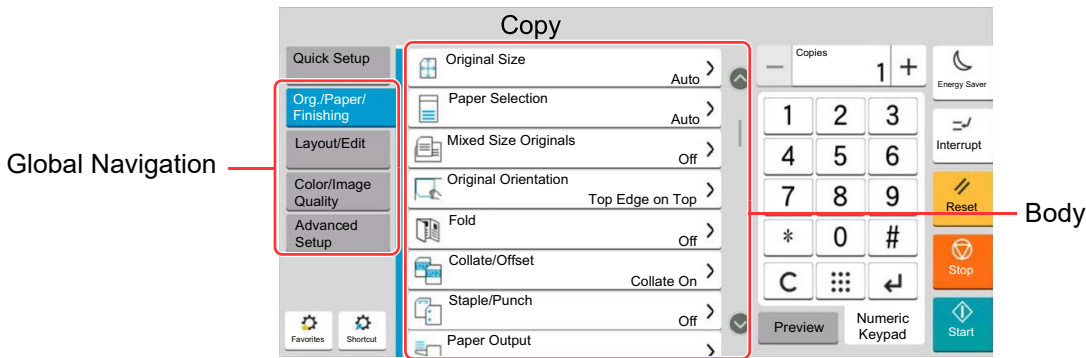 Copy
Global Navigation
Quick Setup
Org./Paper/
Finishing
Layout/Edit
Color/Image
Quality
Advanced
Setup
Favorites
Shortcut
Original Size
Auto
Paper Selection
Auto
Mixed Size Originals
Off
Original Orientation
Top Edge on Top
Fold
Off
Collate/Offset
Collate On
Staple/Punch
Off
Paper Output
Copies
1
1 2 3
4 5 6
7 8 9
* 0 #
C
Preview
Numeric
Keypad
Energy Saver
Interrupt
Reset
Stop
Start
Body